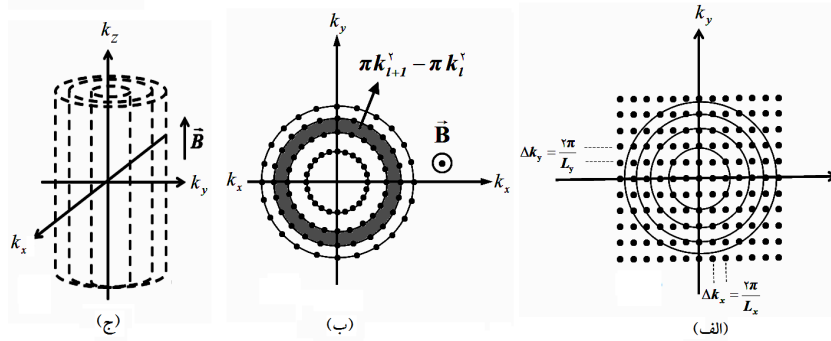 k_y
Δk_y = ۲π/L_y
Δk_x = ۲π/L_x
(الف)
k_y
πk_{l+1}^۲ − πk_l^۲
B⃗
k_x
k_x
(ب)
k_z
B⃗
k_y
k_x
(ج)